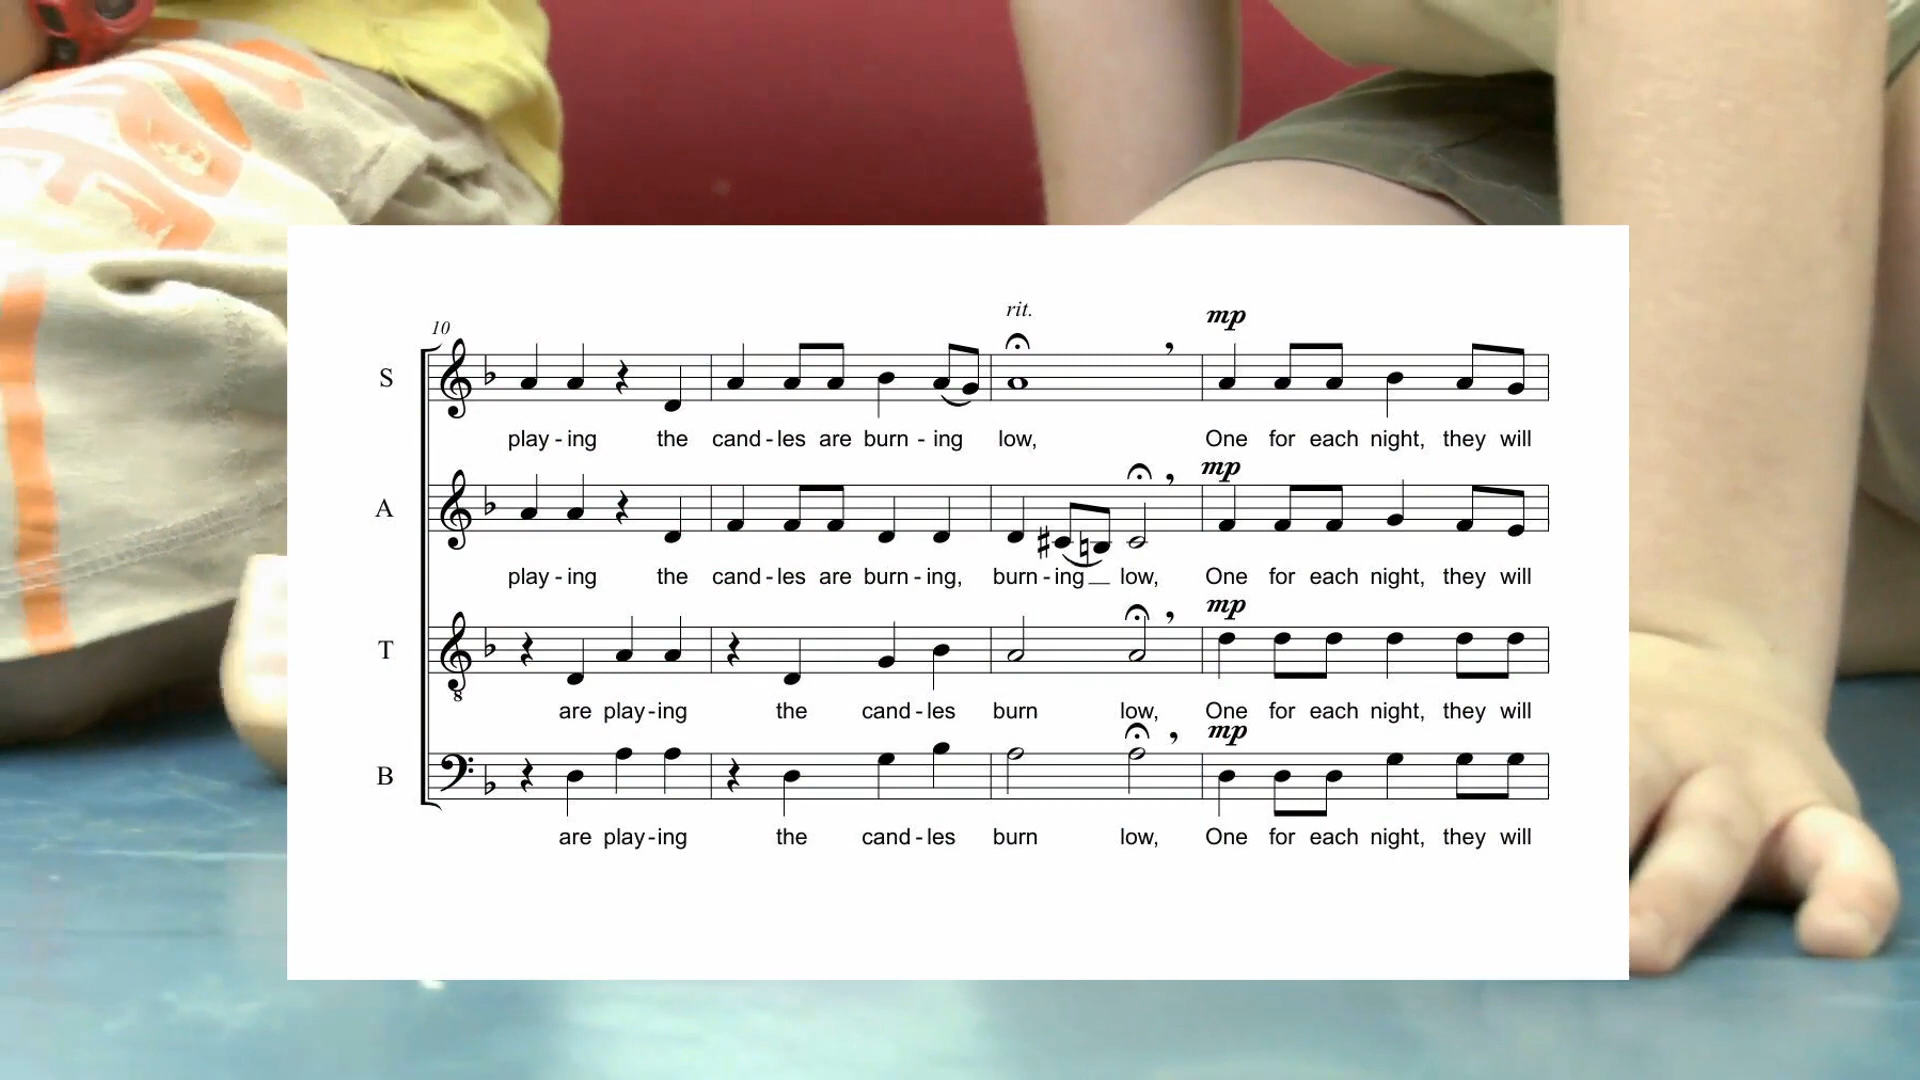 rit.
mp
10
S
play - ing the cand - les are burn - ing low, One for each night, they will
mp
A
play - ing the cand - les are burn - ing, burn - ing low, One for each night, they will
mp
T
8
are play - ing the cand - les burn low, One for each night, they will
mp
B
are play - ing the cand - les burn low, One for each night, they will